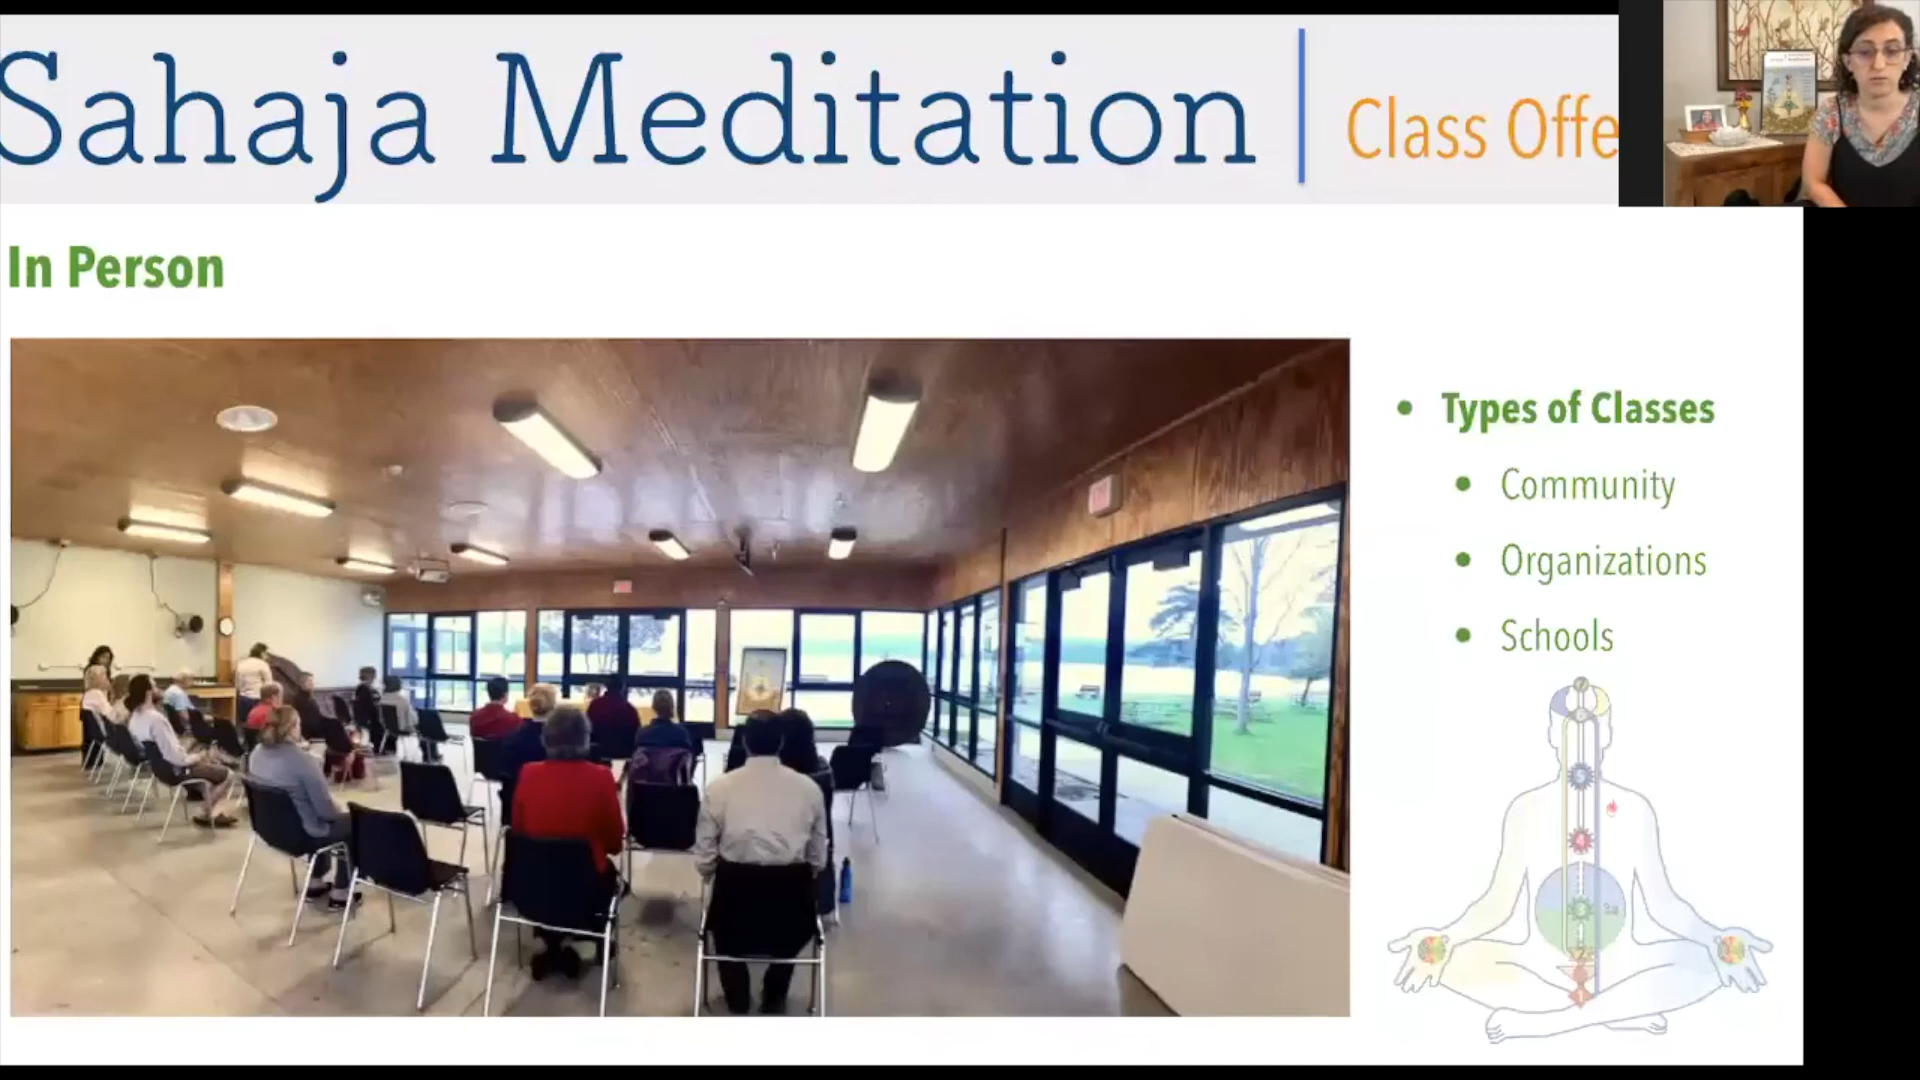 Sahaja Meditation | Class Offe
In Person
• Types of Classes
• Community
• Organizations
• Schools